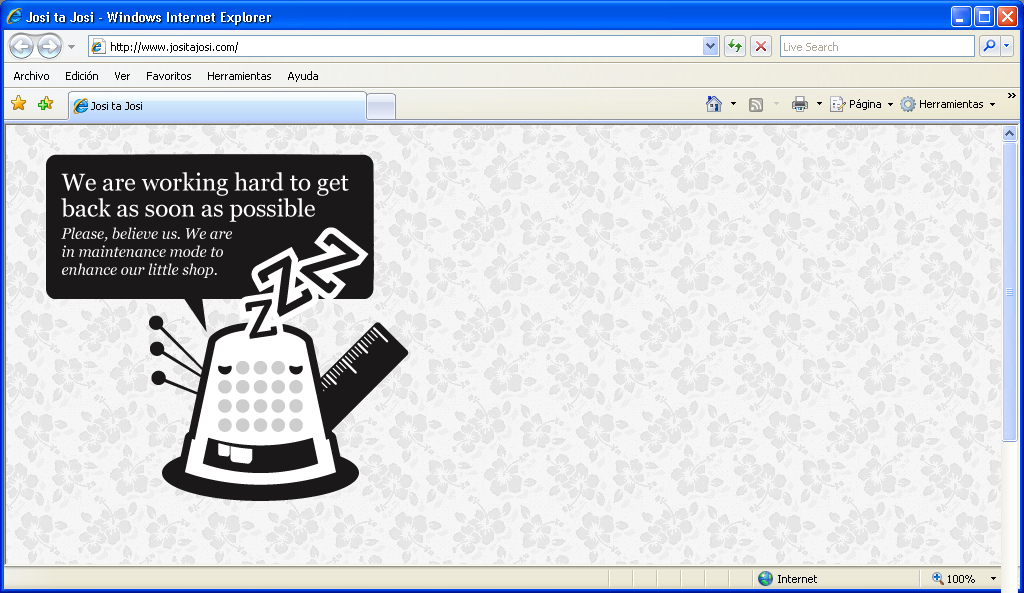 Josi ta Josi - Windows Internet Explorer
http://www.jositajosi.com/
Live Search
Archivo Edición Ver Favoritos Herramientas Ayuda
Josi ta Josi
Página
Herramientas
»
We are working hard to get
back as soon as possible
Please, believe us. We are
in maintenance mode to
enhance our little shop.
ZZZ
Internet
100%